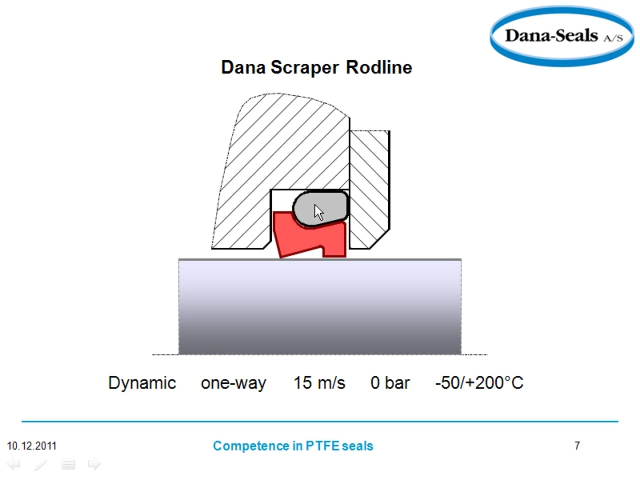 Dana-Seals A/S
Dana Scraper Rodline
Dynamic one-way 15 m/s 0 bar -50/+200°C
10.12.2011 Competence in PTFE seals 7